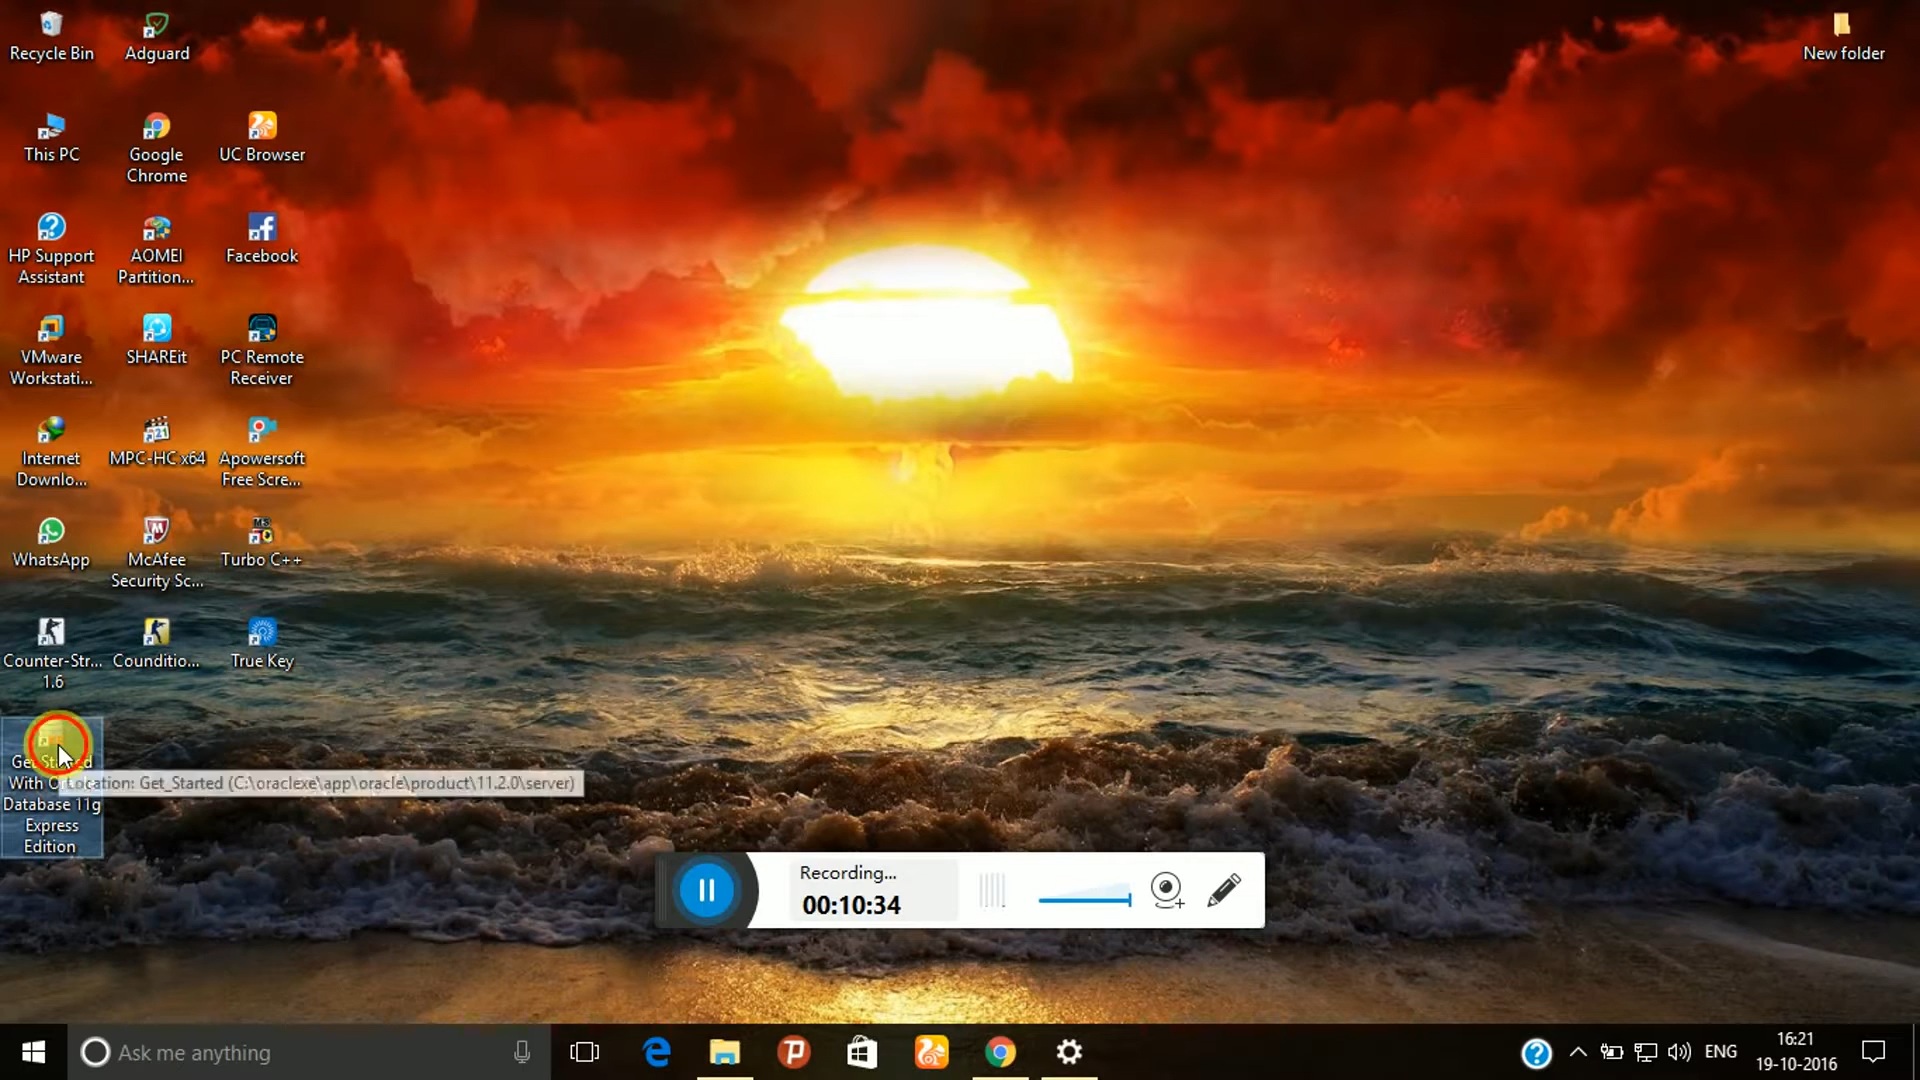 Recycle Bin
Adguard
New folder
This PC
Google
Chrome
UC Browser
HP Support
Assistant
AOMEI
Partition...
Facebook
VMware
Workstati...
SHAREit
PC Remote
Receiver
Internet
Downlo...
MPC-HC x64
Apowersoft
Free Scre...
WhatsApp
McAfee
Security Sc...
Turbo C++
Counter-Str...
1.6
Counditio...
True Key
With
Location: Get_Started (C:\oraclexe\app\oracle\product\11.2.0\server)
Database 11g
Express
Edition
Recording...
00:10:34
Ask me anything
ENG
16:21
19-10-2016